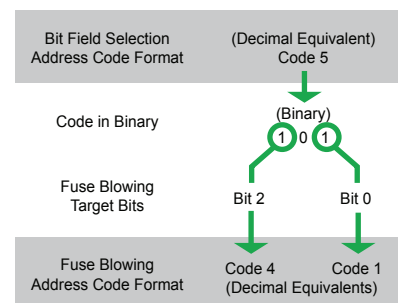 Bit Field Selection
Address Code Format
(Decimal Equivalent)
Code 5
Code in Binary
(Binary)
1 0 1
Fuse Blowing
Target Bits
Bit 2
Bit 0
Fuse Blowing
Address Code Format
Code 4
Code 1
(Decimal Equivalents)